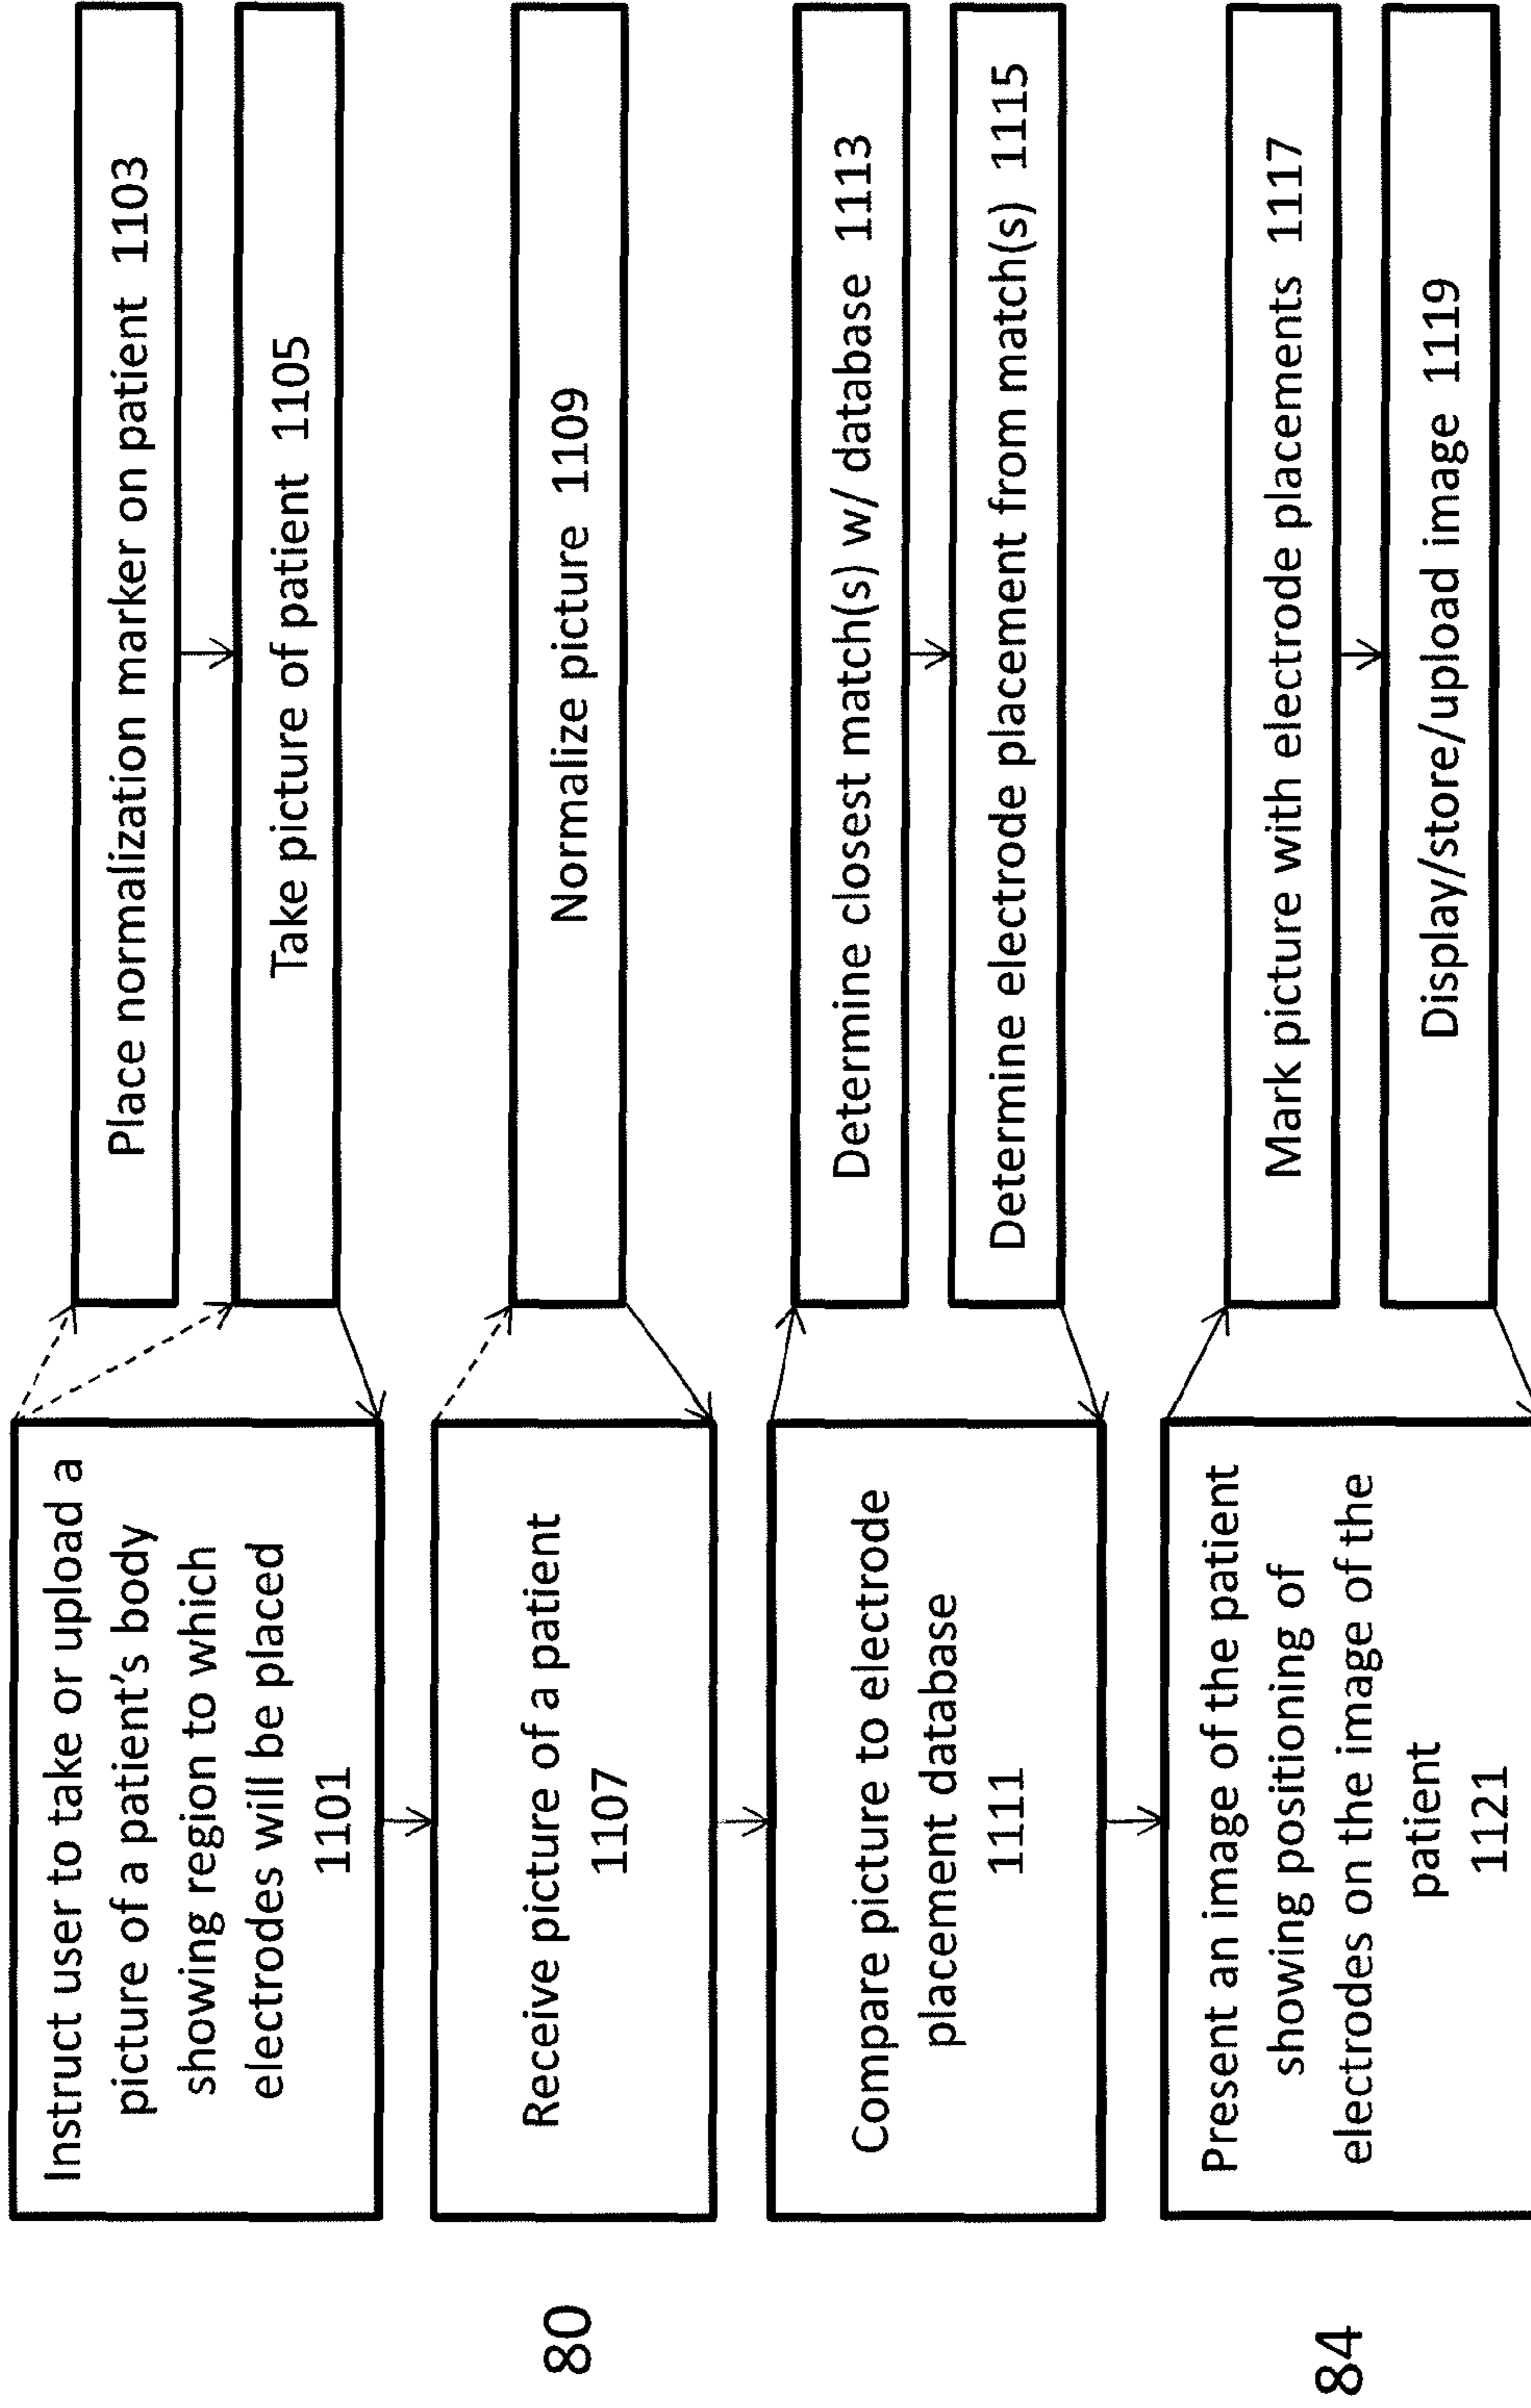 Instruct user to take or upload a
picture of a patient's body
showing region to which
electrodes will be placed
1101
Place normalization marker on patient 1103
Take picture of patient 1105
80
Receive picture of a patient
1107
Normalize picture 1109
Compare picture to electrode
placement database
1111
Determine closest match(s) w/ database 1113
Determine electrode placement from match(s) 1115
84
Present an image of the patient
showing positioning of
electrodes on the image of the
patient
1121
Mark picture with electrode placements 1117
Display/store/upload image 1119